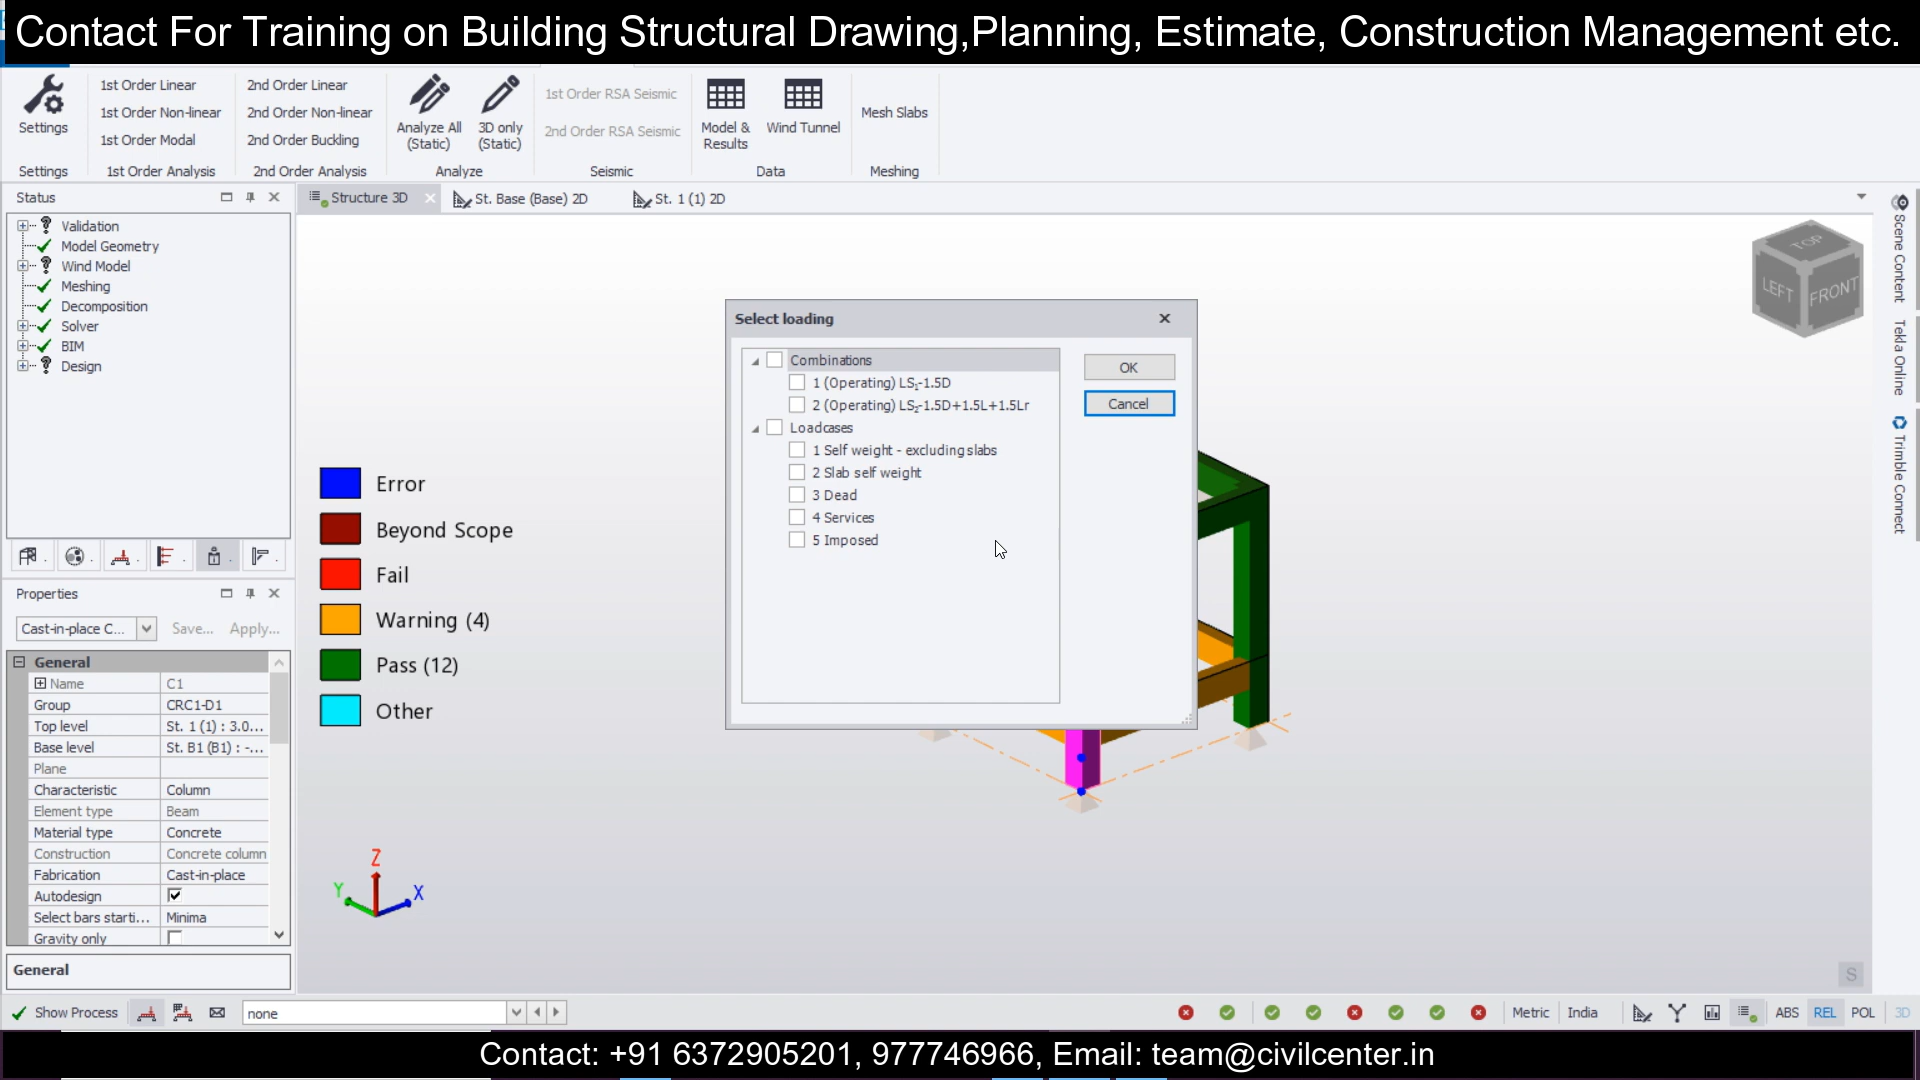 Contact For Training on Building Structural Drawing,Planning, Estimate, Construction Management etc.
Settings
1st Order Linear
1st Order Non-linear
1st Order Modal
2nd Order Linear
2nd Order Non-linear
2nd Order Buckling
Analyze All
(Static)
3D only
(Static)
1st Order RSA Seismic
2nd Order RSA Seismic
Model &
Results
Wind Tunnel
Mesh Slabs
Settings
1st Order Analysis
2nd Order Analysis
Analyze
Seismic
Data
Meshing
Status
Validation
Model Geometry
Wind Model
Meshing
Decomposition
Solver
BIM
Design
Structure 3D
St. Base (Base) 2D
St. 1 (1) 2D
TOP
LEFT
FRONT
Scene Content
Tekla Online
Trimble Connect
Error
Beyond Scope
Fail
Warning (4)
Pass (12)
Other
Select loading
Combinations
1 (Operating) LS1-1.5D
2 (Operating) LS2-1.5D+1.5L+1.5Lr
Loadcases
1 Self weight - excluding slabs
2 Slab self weight
3 Dead
4 Services
5 Imposed
OK
Cancel
Z
Y
X
S
Properties
Cast-in-place C...
Save...
Apply...
General
Name C1
Group CRC1-D1
Top level St. 1 (1) : 3.0...
Base level St. B1 (B1) : -...
Plane
Characteristic Column
Element type Beam
Material type Concrete
Construction Concrete column
Fabrication Cast-in-place
Autodesign
Select bars starti... Minima
Gravity only
General
Show Process
none
Metric
India
ABS
REL
POL
3D
Contact: +91 6372905201, 977746966, Email: team@civilcenter.in